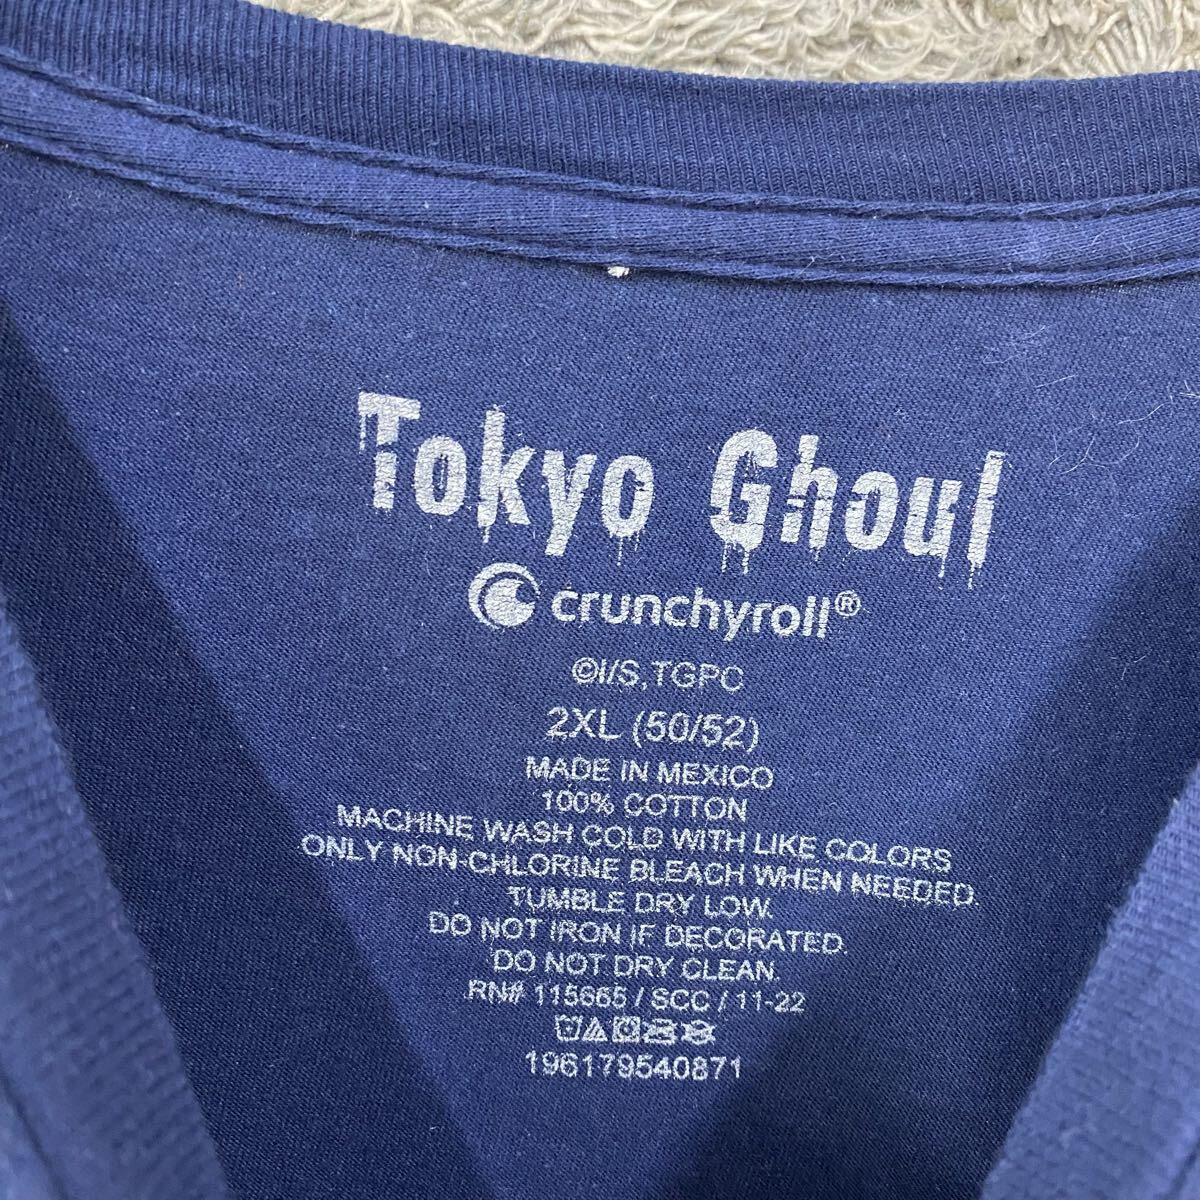 Tokyo Ghoul
crunchyroll®
©I/S,TGPC
2XL (50/52)
MADE IN MEXICO
100% COTTON
MACHINE WASH COLD WITH LIKE COLORS
ONLY NON-CHLORINE BLEACH WHEN NEEDED.
TUMBLE DRY LOW.
DO NOT IRON IF DECORATED.
DO NOT DRY CLEAN.
RN# 115665 / SCC / 11-22
196179540871